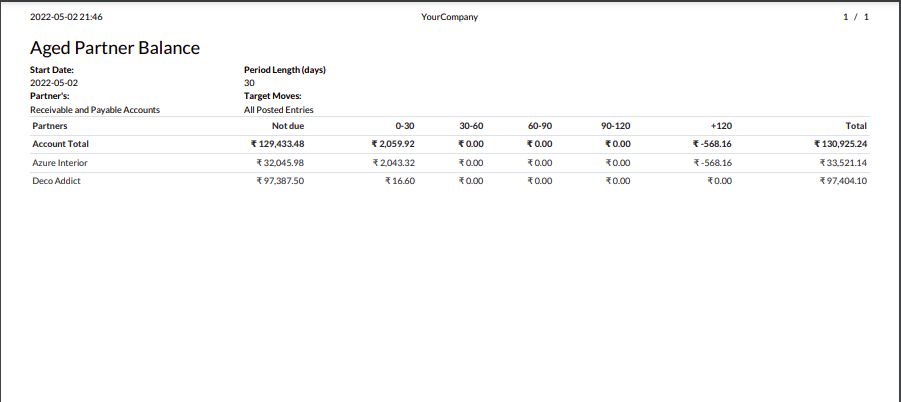 2022-05-02 21:46 YourCompany 1 / 1
Aged Partner Balance
Start Date: Period Length (days)
2022-05-02 30
Partner's: Target Moves:
Receivable and Payable Accounts All Posted Entries
Partners Not due 0-30 30-60 60-90 90-120 +120 Total
Account Total ₹ 129,433.48 ₹ 2,059.92 ₹ 0.00 ₹ 0.00 ₹ 0.00 ₹ -568.16 ₹ 130,925.24
Azure Interior ₹ 32,045.98 ₹ 2,043.32 ₹ 0.00 ₹ 0.00 ₹ 0.00 ₹ -568.16 ₹ 33,521.14
Deco Addict ₹ 97,387.50 ₹ 16.60 ₹ 0.00 ₹ 0.00 ₹ 0.00 ₹ 0.00 ₹ 97,404.10